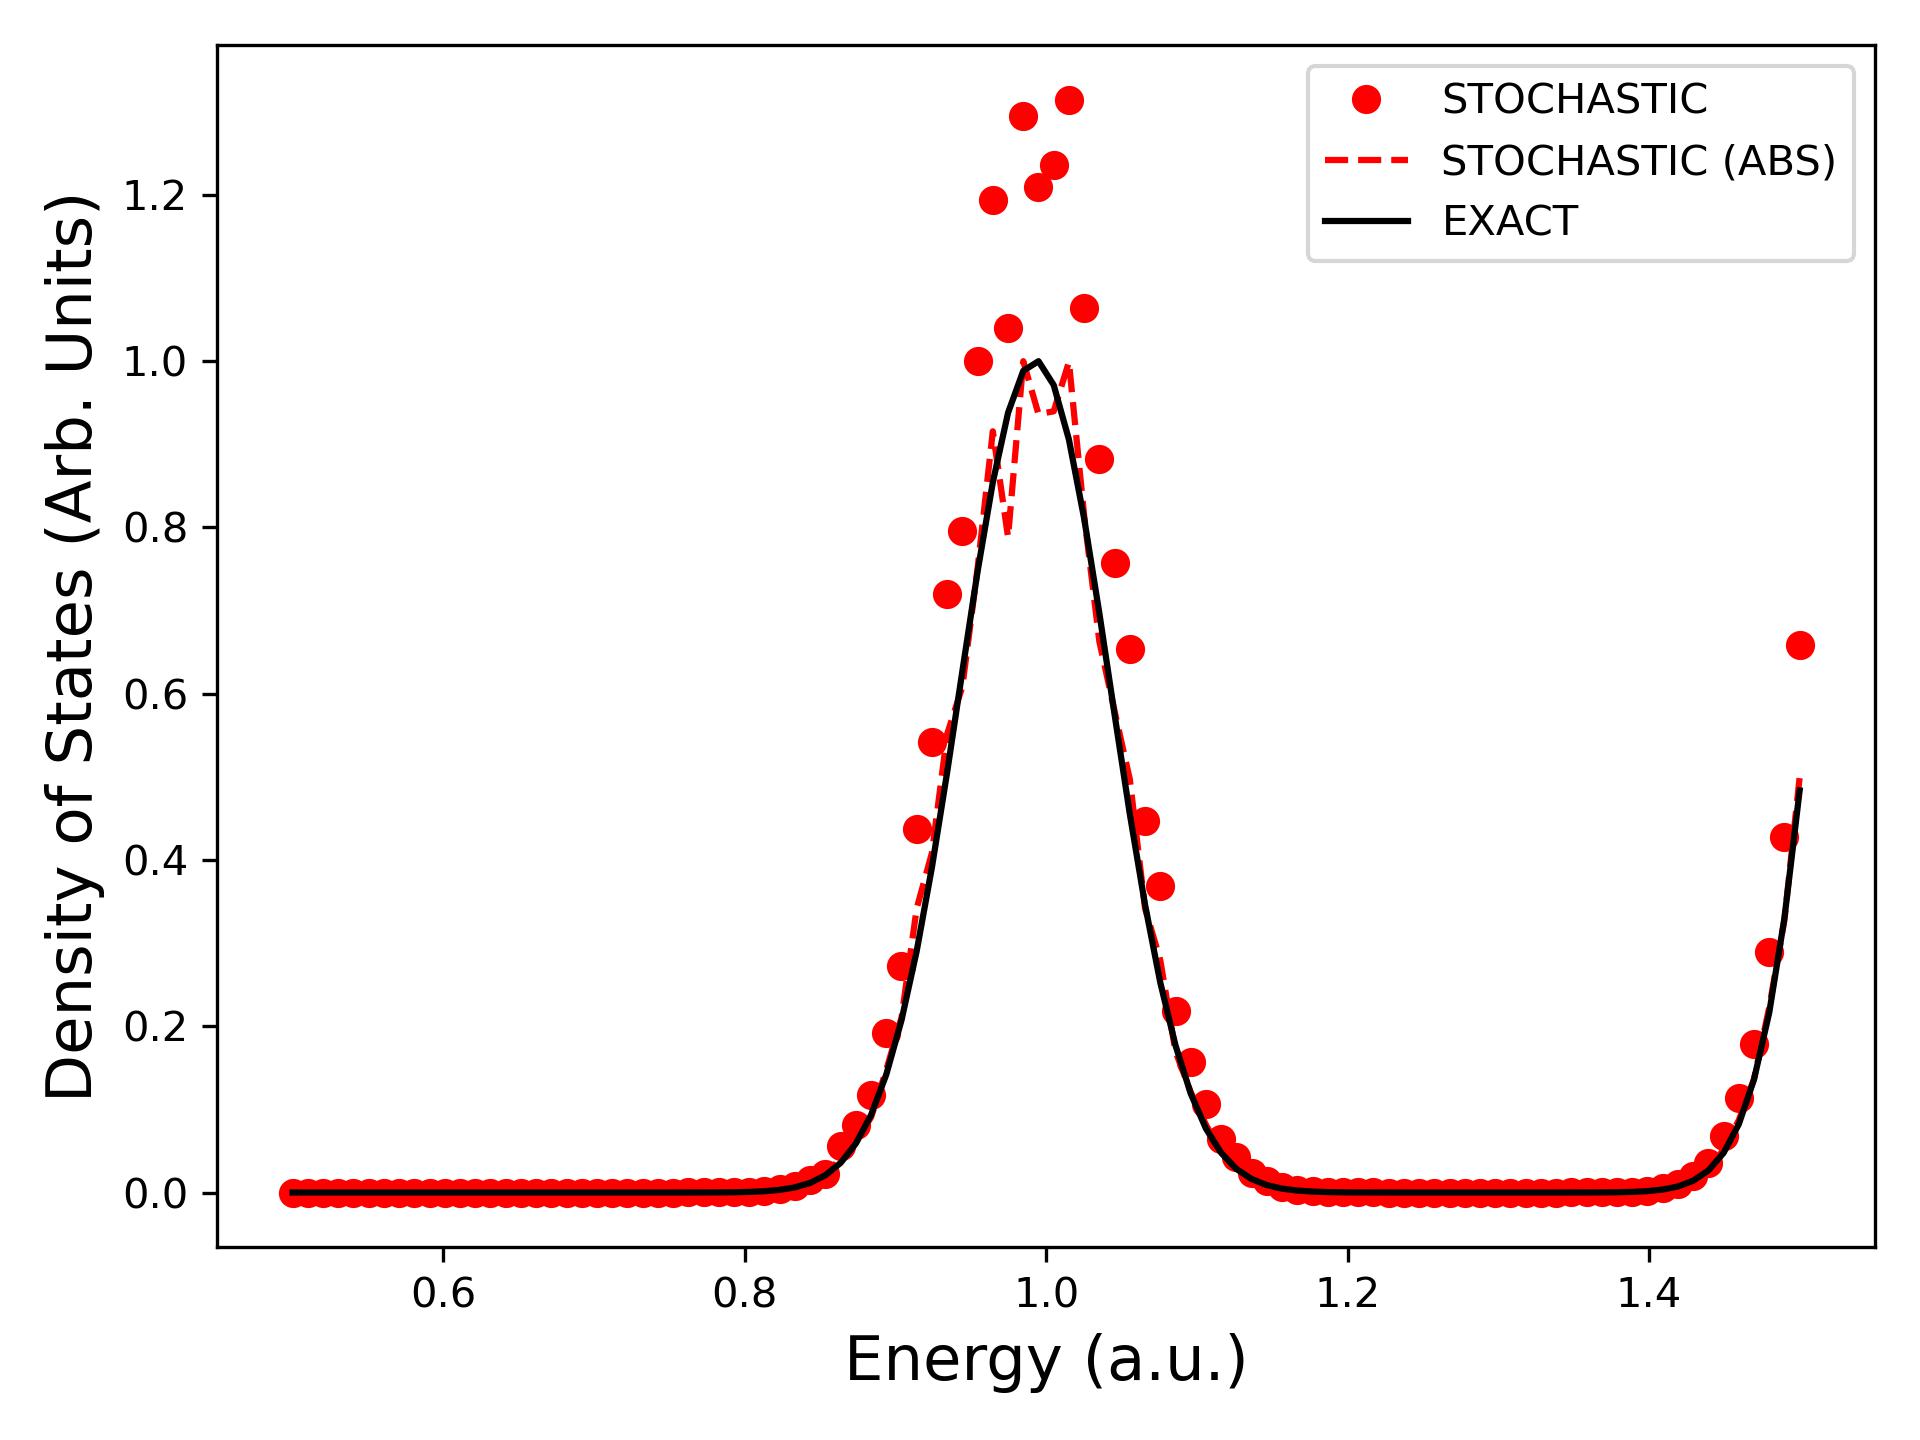 STOCHASTIC
STOCHASTIC (ABS)
EXACT
Density of States (Arb. Units)
1.2
1.0
0.8
0.6
0.4
0.2
0.0
0.6 0.8 1.0 1.2 1.4
Energy (a.u.)